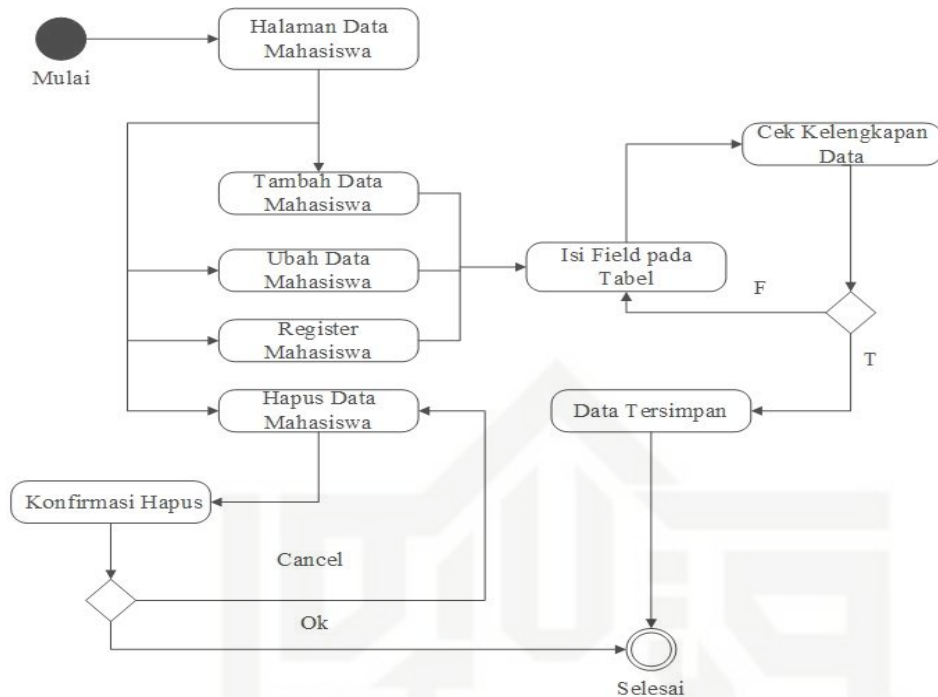 Halaman Data
Mahasiswa
Mulai
Cek Kelengkapan
Data
Tambah Data
Mahasiswa
Ubah Data
Mahasiswa
Isi Field pada
Tabel
F
Register
Mahasiswa
T
Hapus Data
Mahasiswa
Data Tersimpan
Konfirmasi Hapus
Cancel
Ok
Selesai